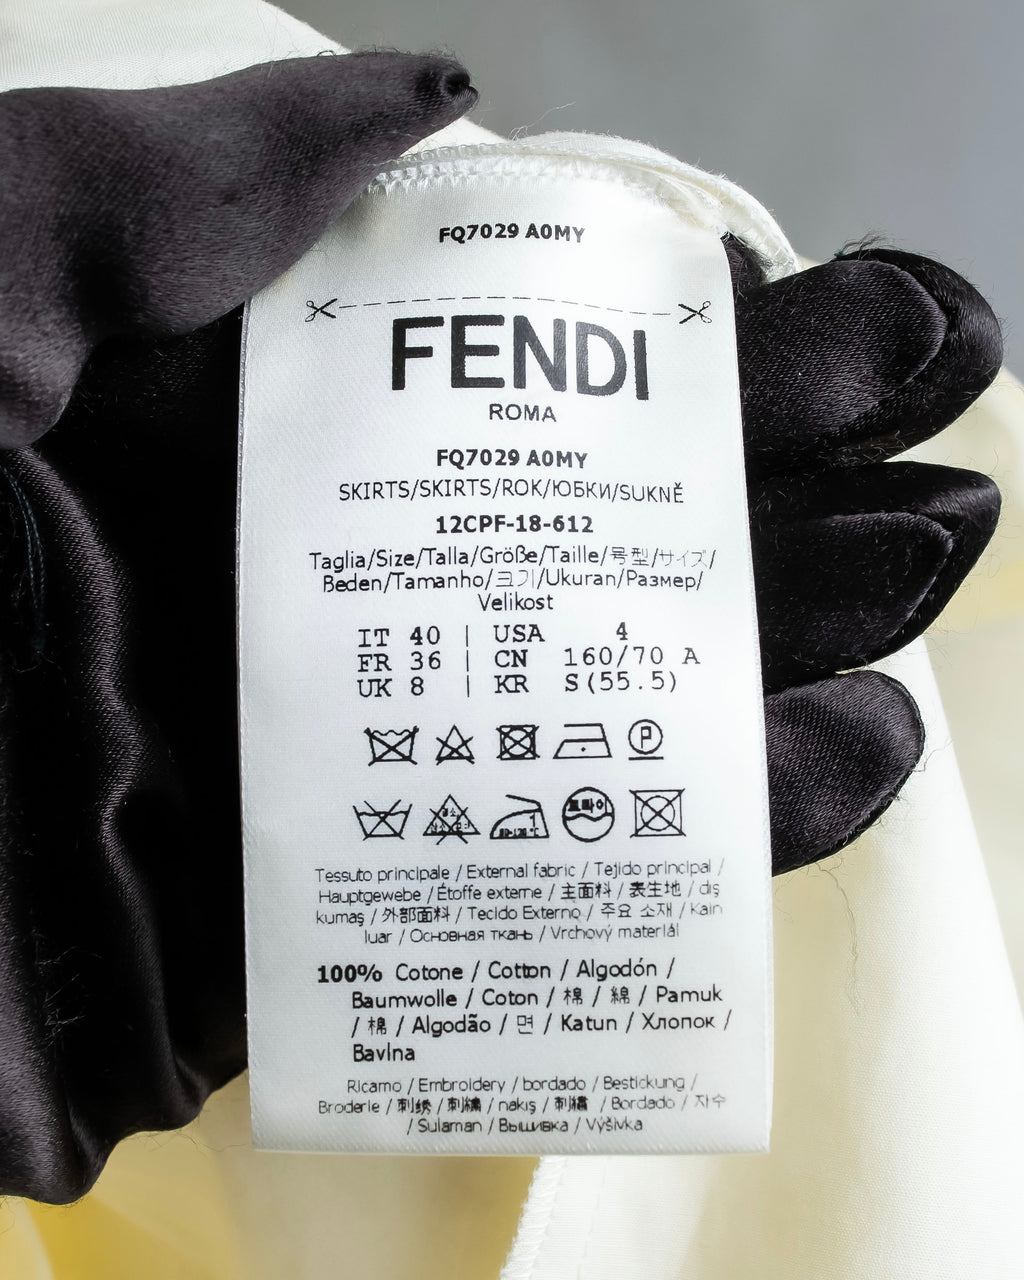 FQ7029 A0MY
FENDI
ROMA
FQ7029 A0MY
SKIRTS/SKIRTS/ROK/ЮБКИ/SUKNĚ
12CPF-18-612
Taglia/Size/Talla/Größe/Taille/号型/サイズ/
Beden/Tamanho/크기/Ukuran/Размер/
Velikost
IT 40 | USA 4
FR 36 | CN 160/70 A
UK 8 | KR S(55.5)
P
드라이
Tessuto principale / External fabric / Tejido principal /
Hauptgewebe / Étoffe externe / 主面料 / 表生地 / dış
kumaş / 外部面料 / Tecido Externo / 주요 소재 / Kain
luar / Основная ткань / Vrchový materiál
100% Cotone / Cotton / Algodón /
Baumwolle / Coton / 棉 / 綿 / Pamuk
/ 棉 / Algodão / 면 / Katun / Хлопок /
Bavlna
Ricamo / Embroidery / bordado / Bestickung /
Broderie / 刺绣 / 刺繍 / nakış / 刺繡 / Bordado / 자수
/ Sulaman / Вышивка / Výšivka